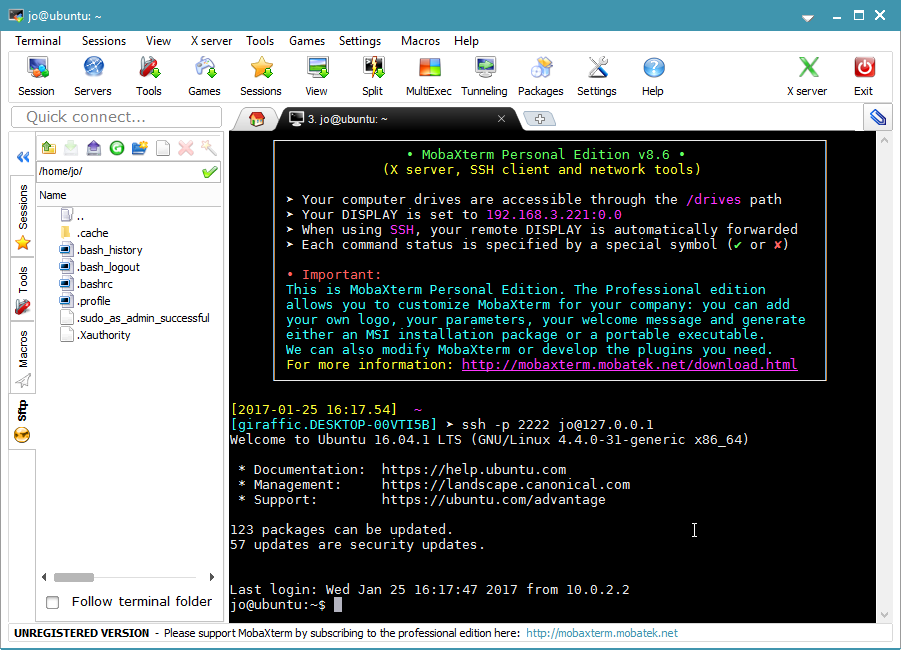 jo@ubuntu: ~
Terminal Sessions View X server Tools Games Settings Macros Help
Session Servers Tools Games Sessions View Split MultiExec Tunneling Packages Settings Help X server Exit
Quick connect...
3. jo@ubuntu: ~
/home/jo/
Name
..
.cache
.bash_history
.bash_logout
.bashrc
.profile
.sudo_as_admin_successful
.Xauthority
Sessions
Tools
Macros
Sftp
Follow terminal folder
• MobaXterm Personal Edition v8.6 •
(X server, SSH client and network tools)
➤ Your computer drives are accessible through the /drives path
➤ Your DISPLAY is set to 192.168.3.221:0.0
➤ When using SSH, your remote DISPLAY is automatically forwarded
➤ Each command status is specified by a special symbol (✔ or ✘)
• Important:
This is MobaXterm Personal Edition. The Professional edition
allows you to customize MobaXterm for your company: you can add
your own logo, your parameters, your welcome message and generate
either an MSI installation package or a portable executable.
We can also modify MobaXterm or develop the plugins you need.
For more information: http://mobaxterm.mobatek.net/download.html
[2017-01-25 16:17.54] ~
[giraffic.DESKTOP-00VTI5B] ➤ ssh -p 2222 jo@127.0.0.1
Welcome to Ubuntu 16.04.1 LTS (GNU/Linux 4.4.0-31-generic x86_64)
* Documentation: https://help.ubuntu.com
* Management: https://landscape.canonical.com
* Support: https://ubuntu.com/advantage
123 packages can be updated.
57 updates are security updates.
Last login: Wed Jan 25 16:17:47 2017 from 10.0.2.2
jo@ubuntu:~$
UNREGISTERED VERSION - Please support MobaXterm by subscribing to the professional edition here: http://mobaxterm.mobatek.net